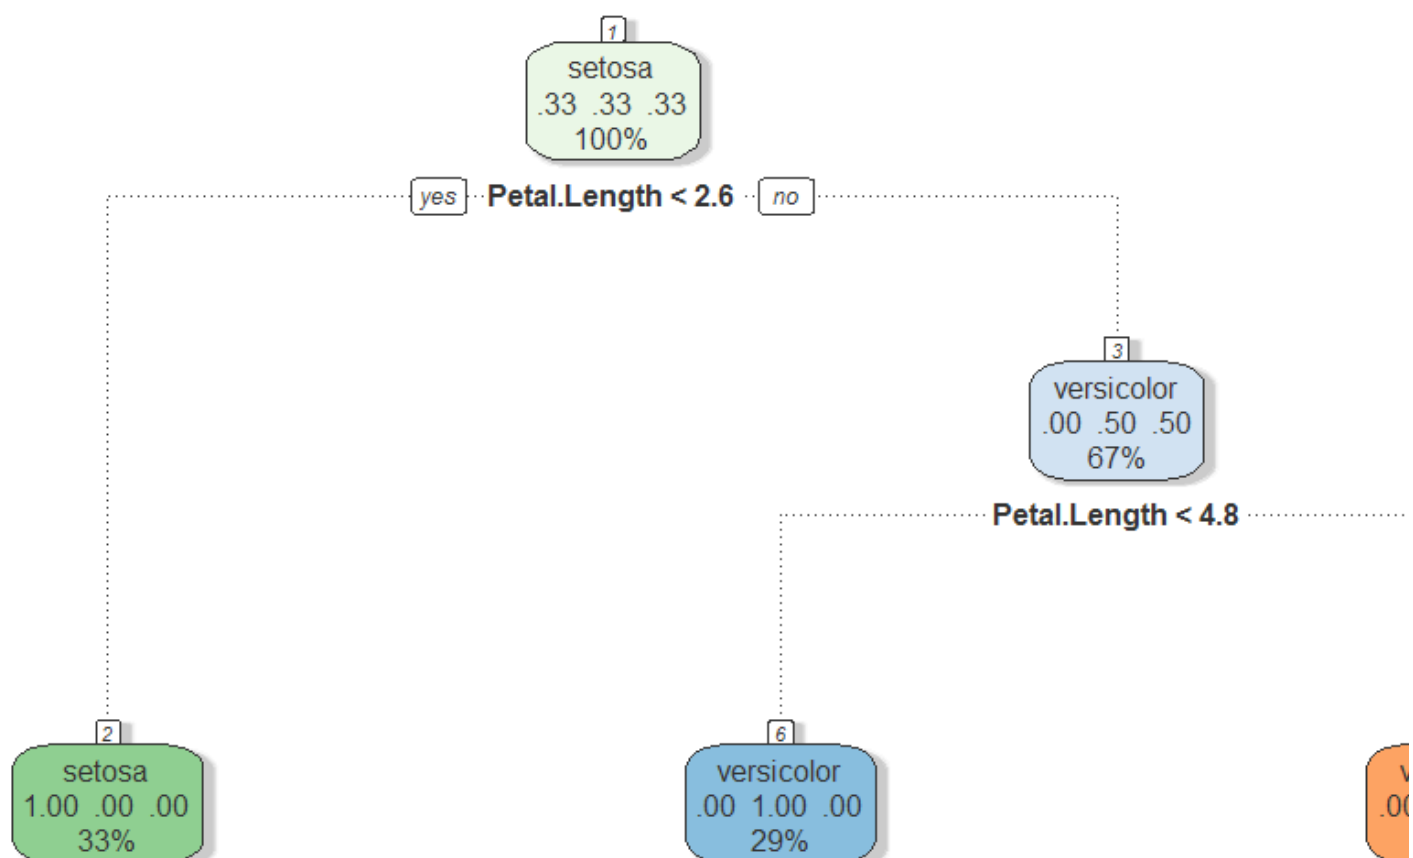 1
setosa
.33 .33 .33
100%
yes Petal.Length < 2.6 no
3
versicolor
.00 .50 .50
67%
Petal.Length < 4.8
2
setosa
1.00 .00 .00
33%
6
versicolor
.00 1.00 .00
29%